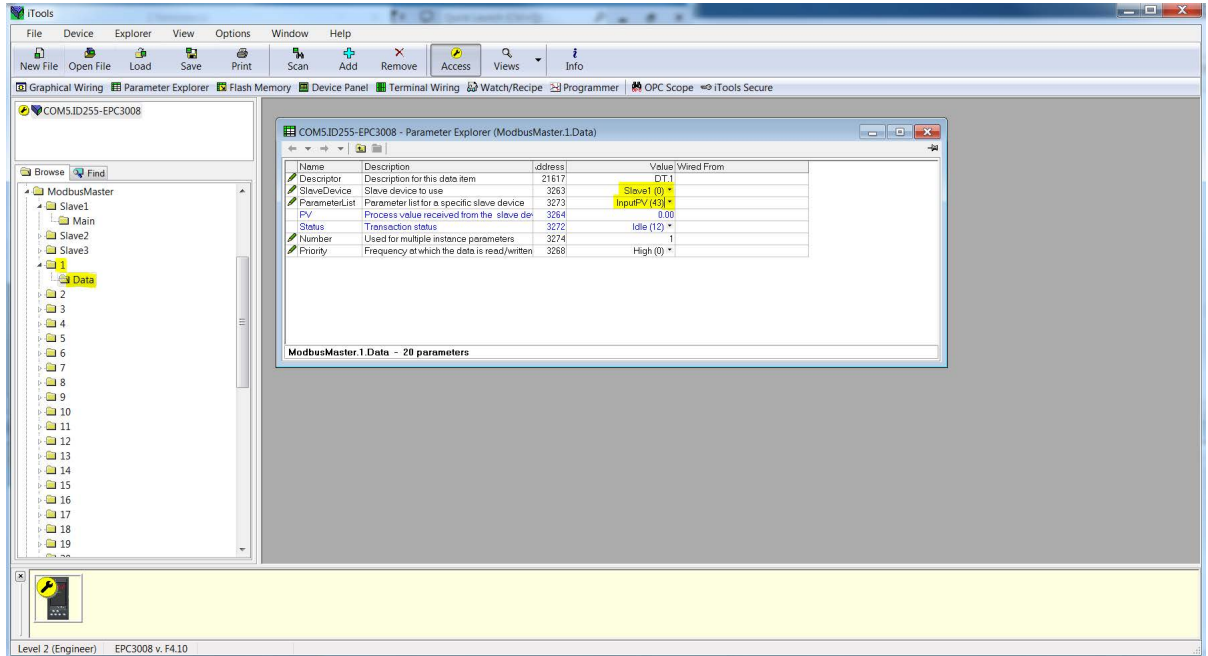 iTools
File Device Explorer View Options Window Help
New File Open File Load Save Print Scan Add Remove Access Views Info
Graphical Wiring Parameter Explorer Flash Memory Device Panel Terminal Wiring Watch/Recipe Programmer OPC Scope iTools Secure
COM5.ID255-EPC3008
Browse Find
ModbusMaster
Slave1
Main
Slave2
Slave3
1
Data
2
3
4
5
6
7
8
9
10
11
12
13
14
15
16
17
18
19
COM5.ID255-EPC3008 - Parameter Explorer (ModbusMaster.1.Data)
Name Description ddress Value Wired From
Descriptor Description for this data item 21617 DT.1
SlaveDevice Slave device to use 3263 Slave1 (0)
ParameterList Parameter list for a specific slave device 3273 InputPV (43)
PV Process value received from the slave de 3264 0.00
Status Transaction status 3272 Idle (12)
Number Used for multiple instance parameters 3274 1
Priority Frequency at which the data is read/written 3268 High (0)
ModbusMaster.1.Data - 20 parameters
Level 2 (Engineer) EPC3008 v. F4.10